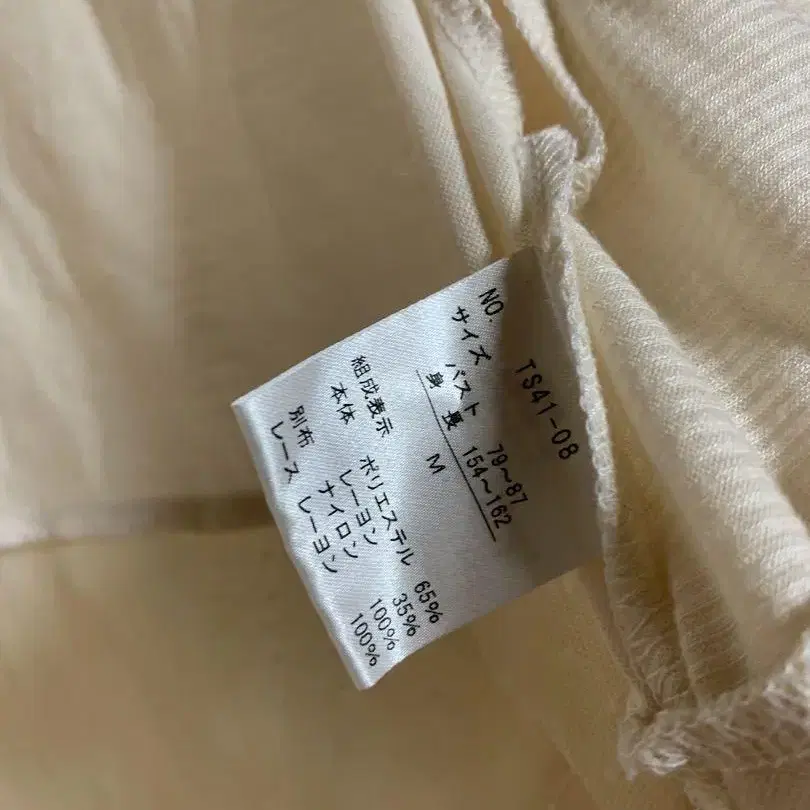 NO. TS41-08
サイズ バスト 79~87
身長 154~162
M
組成表示
本体 ポリエステル 65%
レーヨン 35%
別布 ナイロン 100%
レース レーヨン 100%